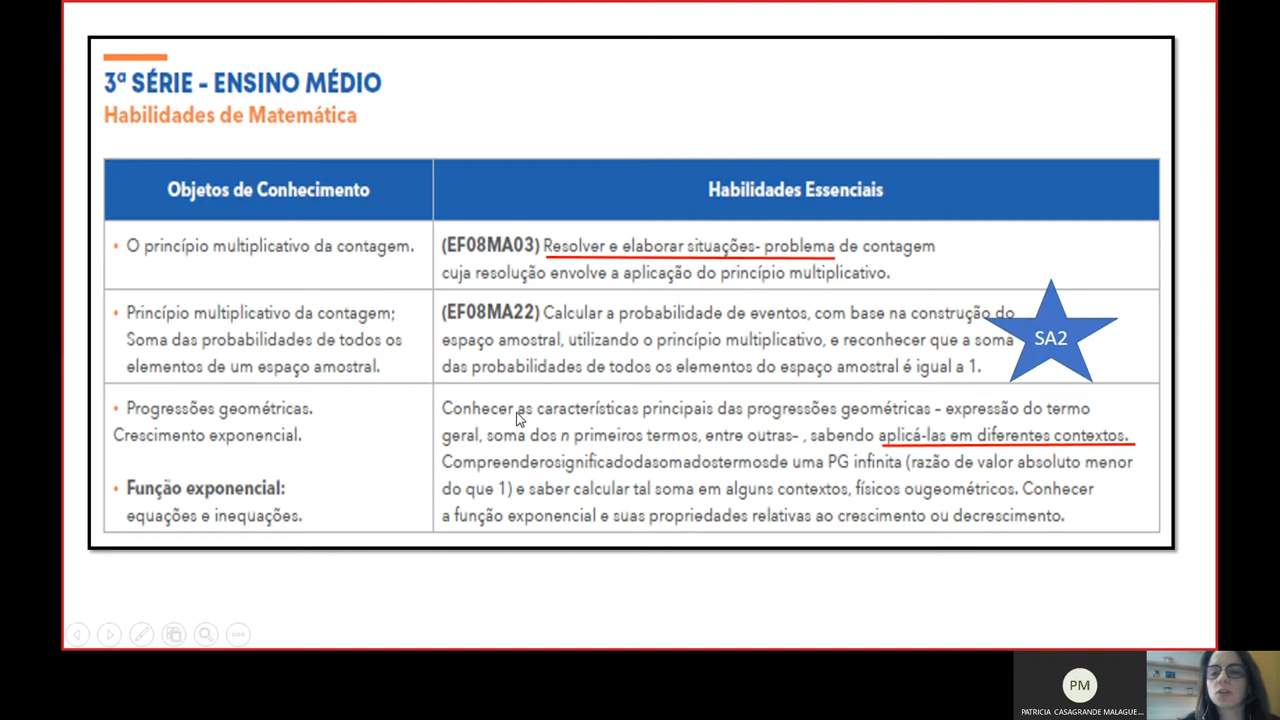 3ª SÉRIE - ENSINO MÉDIO
Habilidades de Matemática
Objetos de Conhecimento
Habilidades Essenciais
• O princípio multiplicativo da contagem.
(EF08MA03) Resolver e elaborar situações- problema de contagem
cuja resolução envolve a aplicação do princípio multiplicativo.
• Princípio multiplicativo da contagem;
Soma das probabilidades de todos os
elementos de um espaço amostral.
(EF08MA22) Calcular a probabilidade de eventos, com base na construção do
espaço amostral, utilizando o princípio multiplicativo, e reconhecer que a soma
das probabilidades de todos os elementos do espaço amostral é igual a 1.
SA2
• Progressões geométricas.
Crescimento exponencial.
• Função exponencial:
equações e inequações.
Conhecer as características principais das progressões geométricas - expressão do termo
geral, soma dos n primeiros termos, entre outras- , sabendo aplicá-las em diferentes contextos.
Compreenderosignificadodasomadostermosde uma PG infinita (razão de valor absoluto menor
do que 1) e saber calcular tal soma em alguns contextos, físicos ougeométricos. Conhecer
a função exponencial e suas propriedades relativas ao crescimento ou decrescimento.
PM
PATRICIA CASAGRANDE MALAGUE...